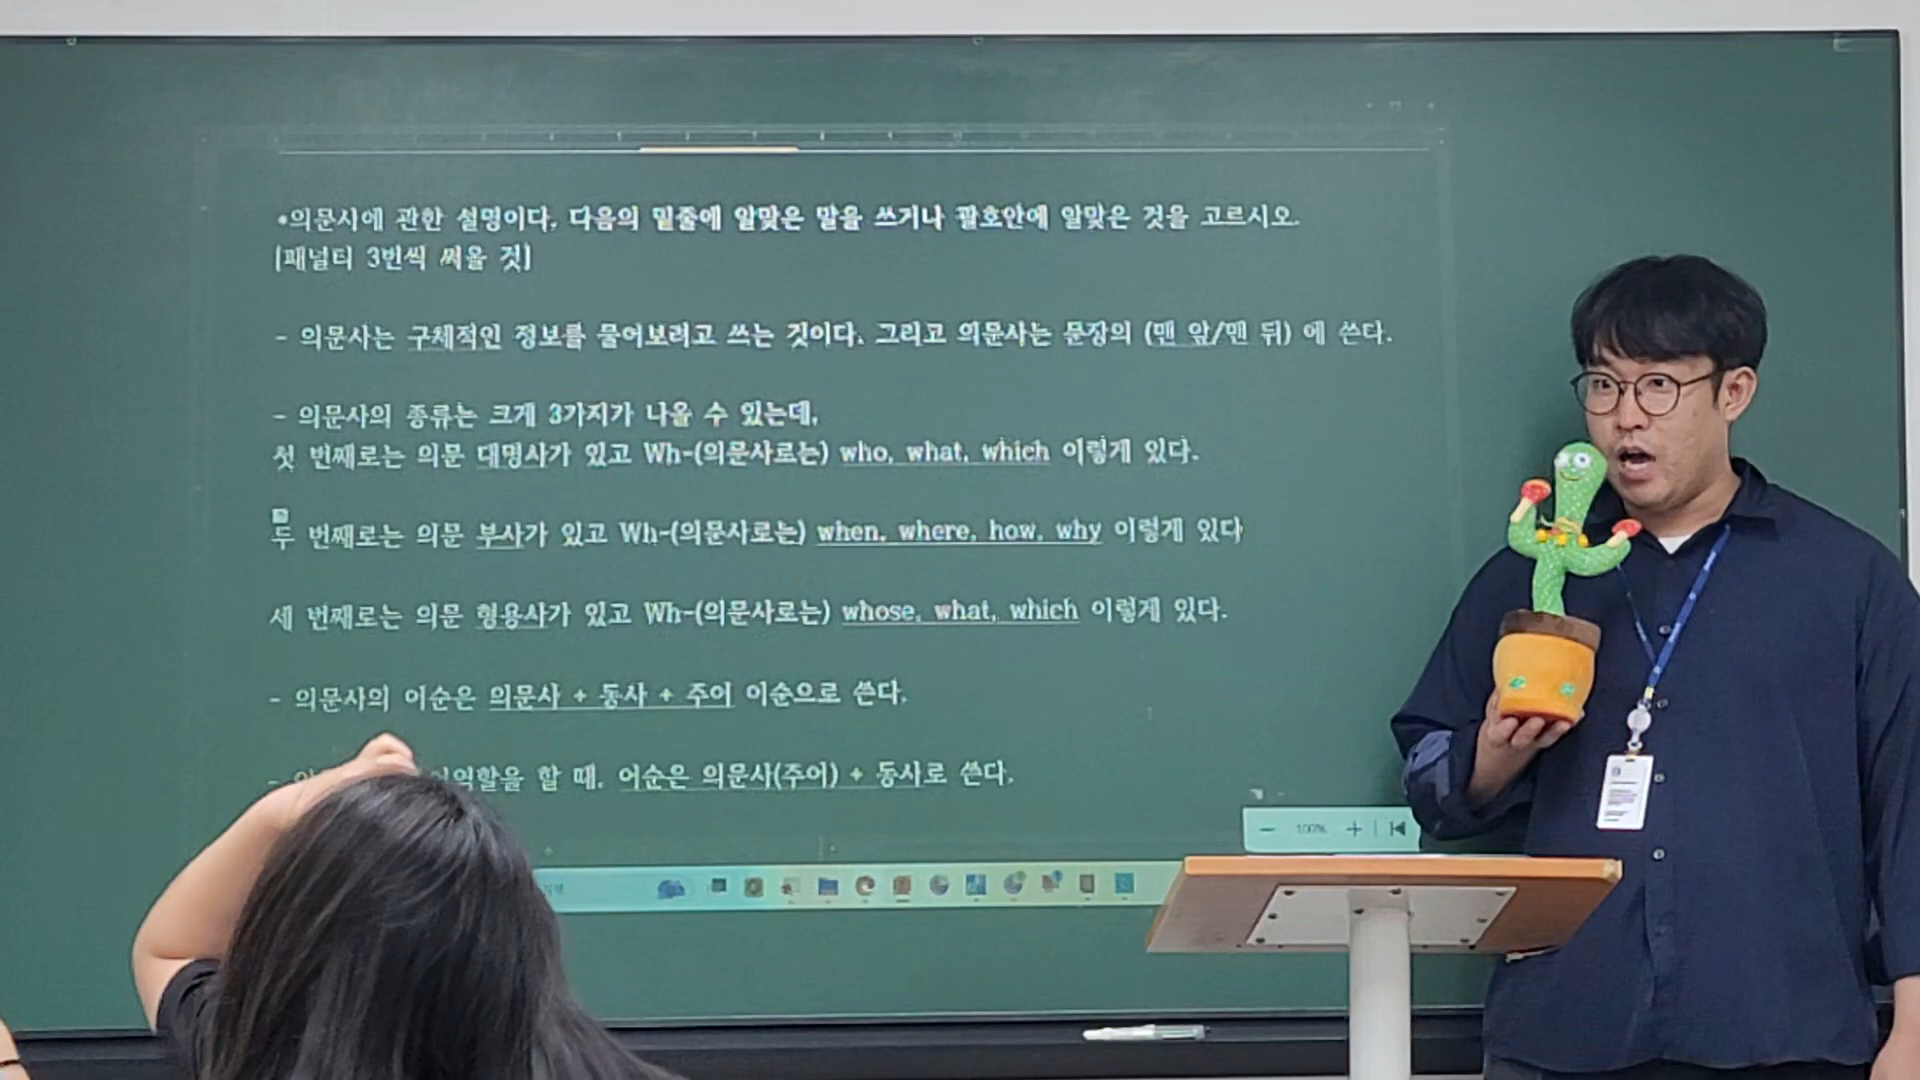 •의문사에 관한 설명이다. 다음의 밑줄에 알맞은 말을 쓰거나 괄호안에 알맞은 것을 고르시오.
[패널티 3번씩 써올 것]
- 의문사는 구체적인 정보를 물어보려고 쓰는 것이다. 그리고 의문사는 문장의 (맨 앞/맨 뒤) 에 쓴다.
- 의문사의 종류는 크게 3가지가 나올 수 있는데,
첫 번째로는 의문 대명사가 있고 Wh-(의문사로는) who, what, which 이렇게 있다.
두 번째로는 의문 부사가 있고 Wh-(의문사로는) when, where, how, why 이렇게 있다
세 번째로는 의문 형용사가 있고 Wh-(의문사로는) whose, what, which 이렇게 있다.
- 의문사의 어순은 의문사 + 동사 + 주어 어순으로 쓴다.
역할을 할 때, 어순은 의문사(주어) + 동사로 쓴다.
100%